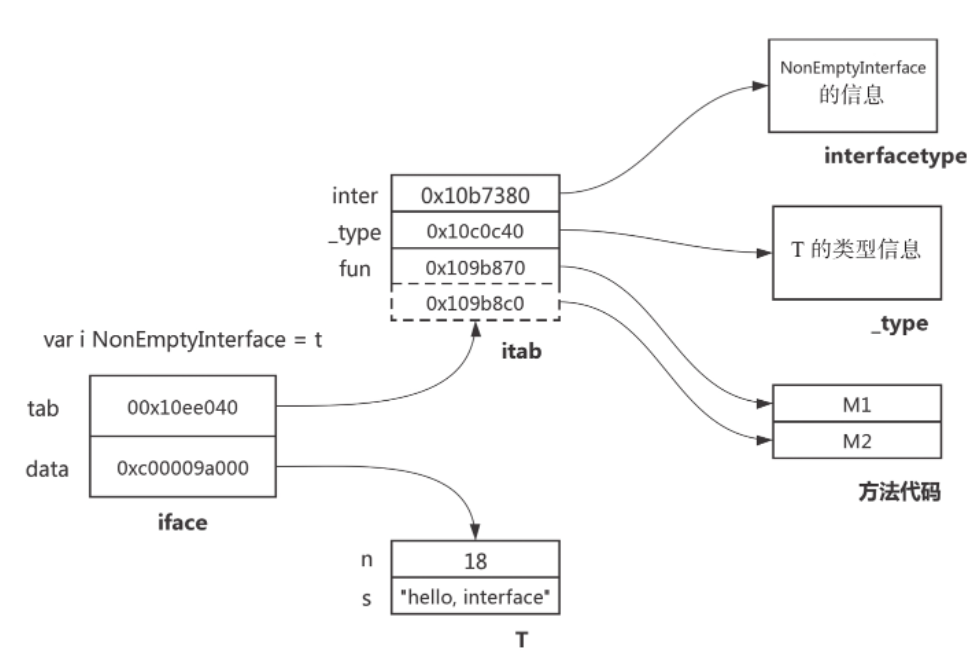 NonEmptyInterface
的信息
interfacetype
inter 0x10b7380
_type 0x10c0c40
fun 0x109b870
0x109b8c0
itab
T 的类型信息
_type
var i NonEmptyInterface = t
tab 00x10ee040
data 0xc00009a000
iface
M1
M2
方法代码
n 18
s "hello, interface"
T